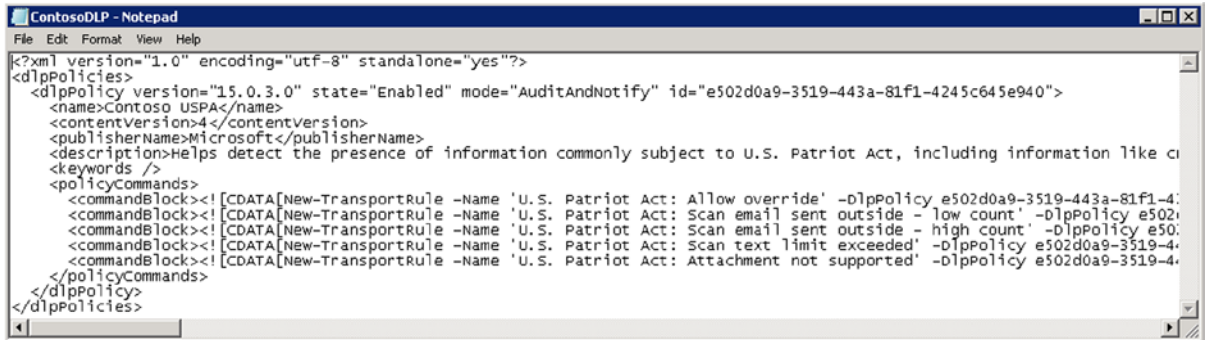 ContosoDLP - Notepad
File Edit Format View Help
<?xml version="1.0" encoding="utf-8" standalone="yes"?>
<dlpPolicies>
<dlpPolicy version="15.0.3.0" state="Enabled" mode="AuditAndNotify" id="e502d0a9-3519-443a-81f1-4245c645e940">
<name>Contoso USPA</name>
<contentVersion>4</contentVersion>
<publisherName>Microsoft</publisherName>
<description>Helps detect the presence of information commonly subject to U.S. Patriot Act, including information like
<keywords />
<policyCommands>
<commandBlock><![CDATA[New-TransportRule -Name 'U.S. Patriot Act: Allow override' -DlpPolicy e502d0a9-3519-443a-81f1-4
<commandBlock><![CDATA[New-TransportRule -Name 'U.S. Patriot Act: Scan email sent outside - low count' -DlpPolicy e502
<commandBlock><![CDATA[New-TransportRule -Name 'U.S. Patriot Act: Scan email sent outside - high count' -DlpPolicy e50
<commandBlock><![CDATA[New-TransportRule -Name 'U.S. Patriot Act: Scan text limit exceeded' -DlpPolicy e502d0a9-3519-4
<commandBlock><![CDATA[New-TransportRule -Name 'U.S. Patriot Act: Attachment not supported' -DlpPolicy e502d0a9-3519-4
</policyCommands>
</dlpPolicy>
</dlpPolicies>